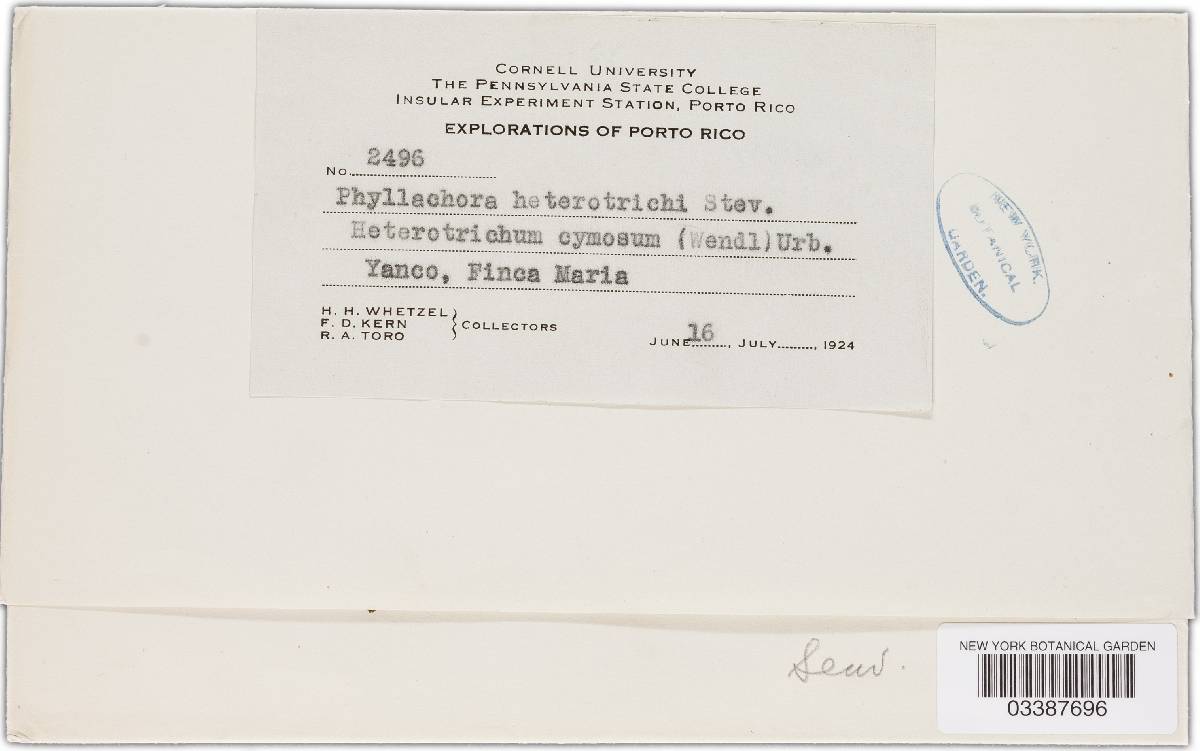 CORNELL UNIVERSITY
THE PENNSYLVANIA STATE COLLEGE
INSULAR EXPERIMENT STATION, PORTO RICO
EXPLORATIONS OF PORTO RICO
No. 2496
Phyllachora heterotrichi Stev.
Heterotrichum cymosum (Wendl) Urb.
Yanco, Finca Maria
H. H. WHETZEL
F. D. KERN
R. A. TORO
} COLLECTORS
JUNE 16, JULY........, 1924
NEW YORK
BOTANICAL
GARDEN.
NEW YORK BOTANICAL GARDEN
03387696